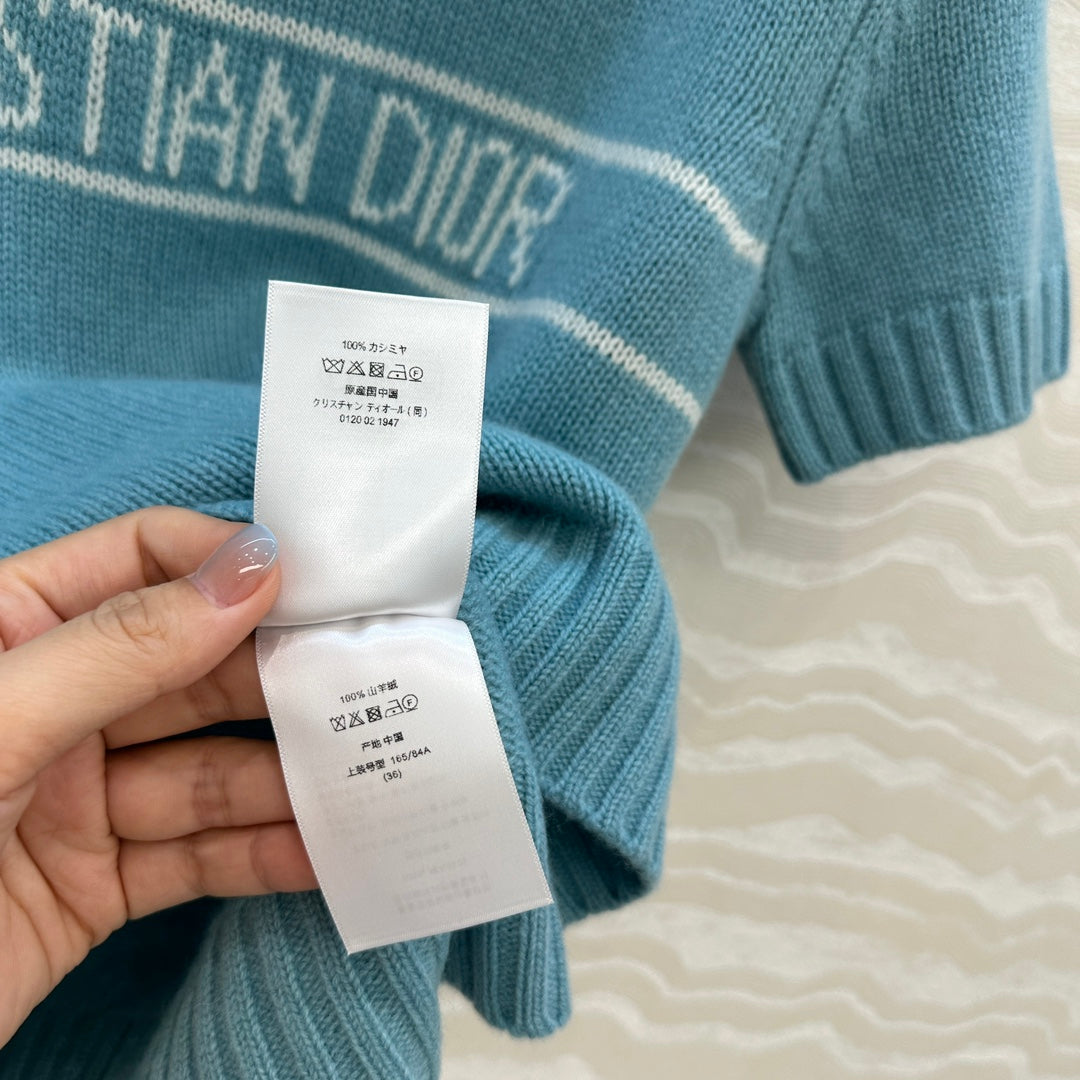 STIAN DIOR
100% カシミヤ
F
原産国中国
クリスチャン ディオール ( 同 )
0120 02 1947
100% 山羊绒
F
产地 中国
上装号型 165/84A
(36)